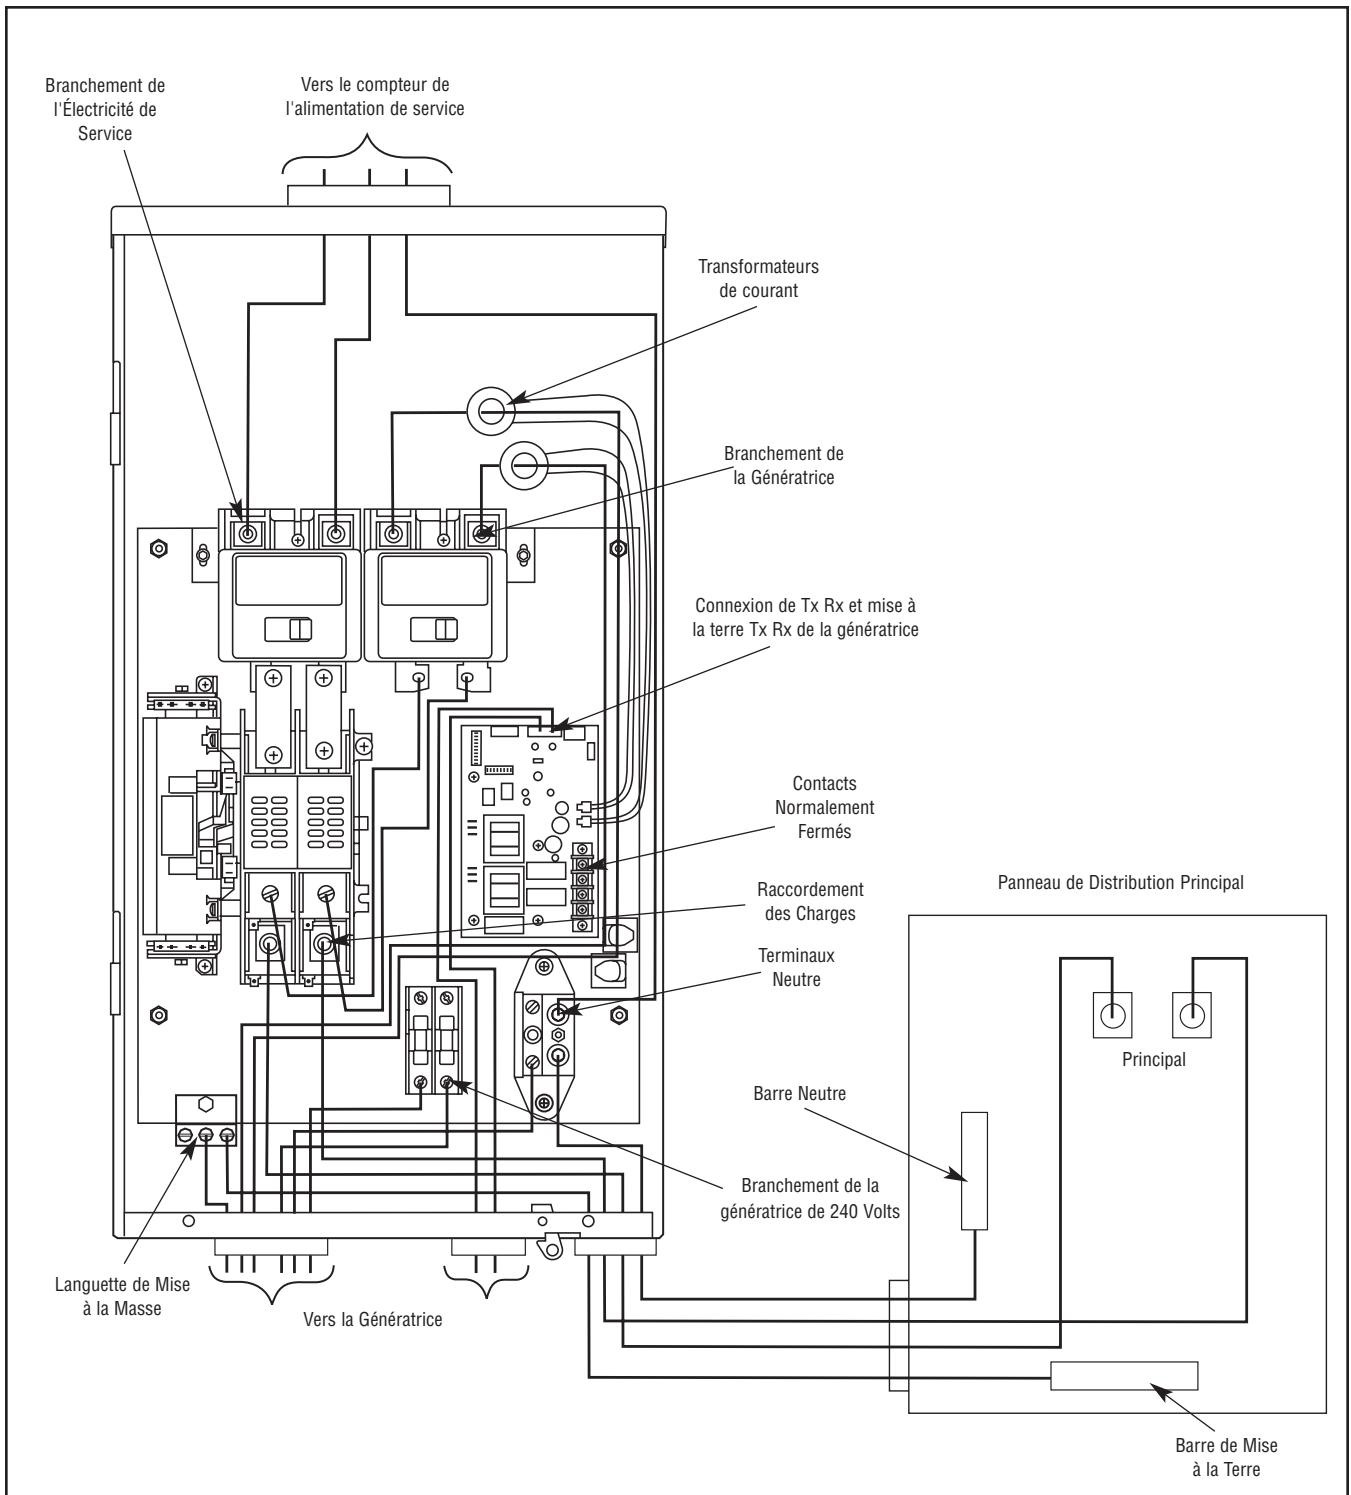 Branchement de
l'Électricité de
Service
Vers le compteur de
l'alimentation de service
Transformateurs
de courant
Branchement de
la Génératrice
Connexion de Tx Rx et mise à
la terre Tx Rx de la génératrice
Contacts
Normalement
Fermés
Raccordement
des Charges
Panneau de Distribution Principal
Terminaux
Neutre
Principal
Barre Neutre
Branchement de la
génératrice de 240 Volts
Languette de Mise
à la Masse
Vers la Génératrice
Barre de Mise
à la Terre